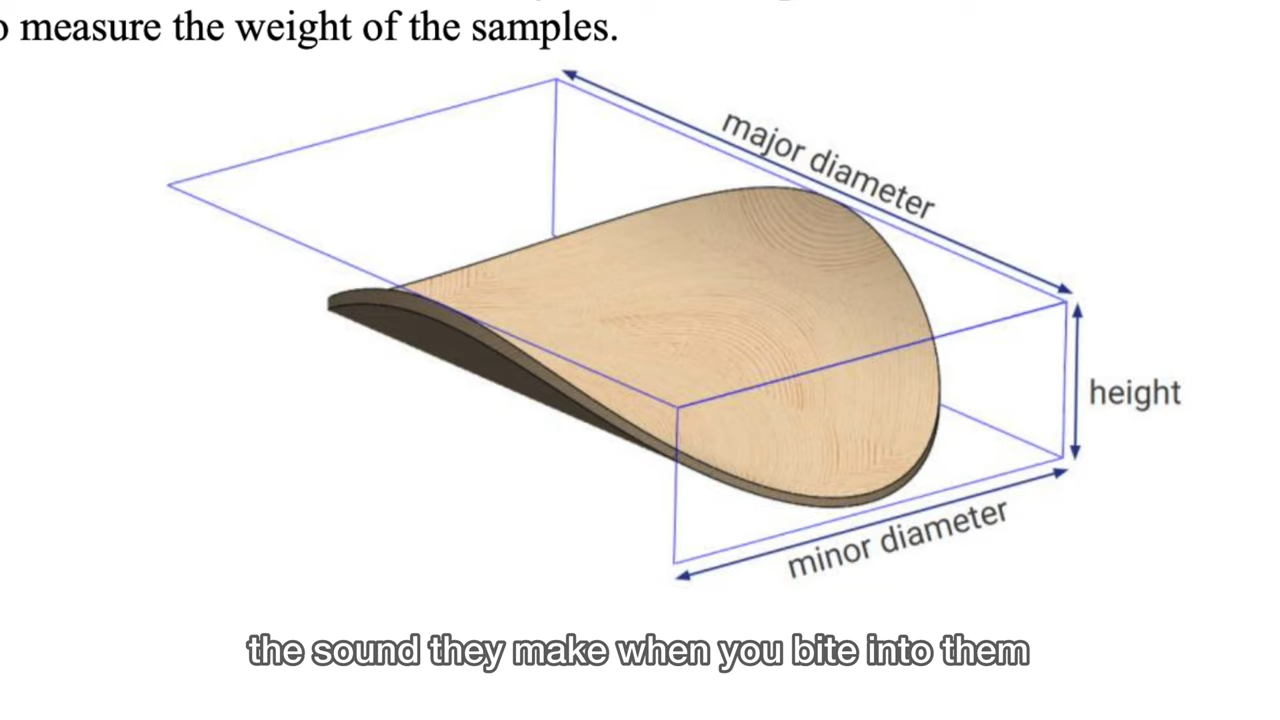 measure the weight of the samples.
major diameter
height
minor diameter
the sound they make when you bite into them